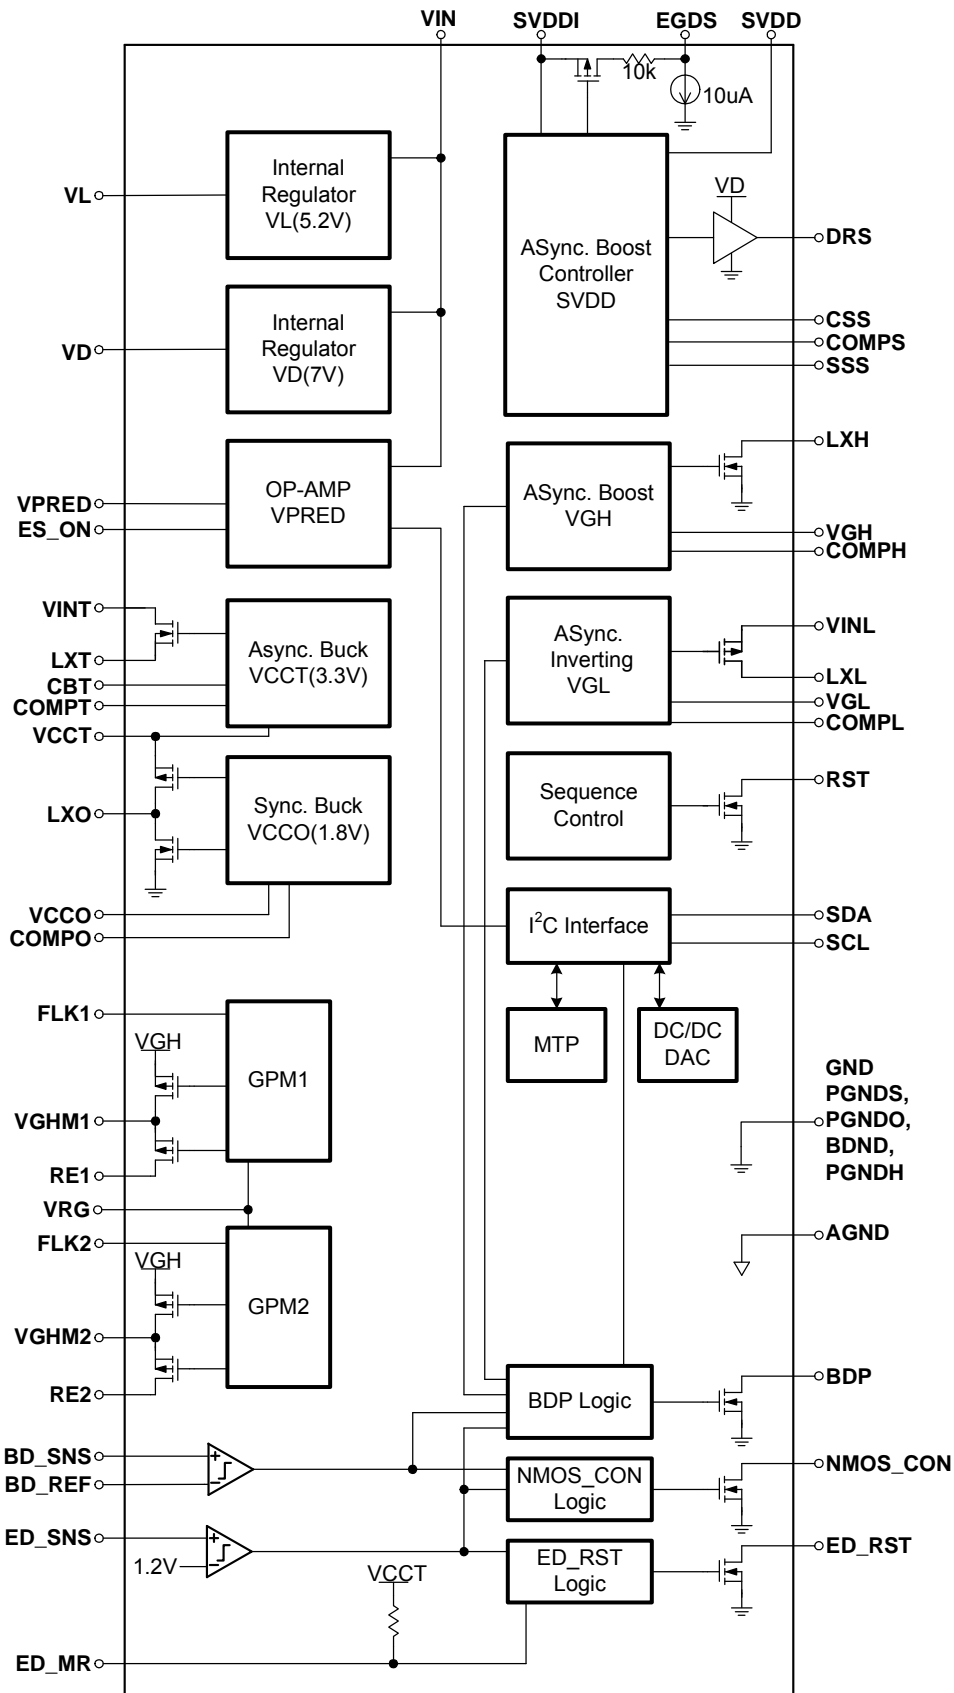 VIN
SVDDI
EGDS
SVDD
10k
10uA
Internal
Regulator
VL(5.2V)
VL
VD
ASync. Boost
Controller
SVDD
DRS
CSS
COMPS
SSS
Internal
Regulator
VD(7V)
VD
OP-AMP
VPRED
VPRED
ES_ON
ASync. Boost
VGH
LXH
VGH
COMPH
VINT
LXT
CBT
COMPT
VCCT
Async. Buck
VCCT(3.3V)
ASync.
Inverting
VGL
VINL
LXL
VGL
COMPL
LXO
Sync. Buck
VCCO(1.8V)
VCCO
COMPO
Sequence
Control
RST
I²C Interface
SDA
SCL
MTP
DC/DC
DAC
FLK1
VGH
GPM1
VGHM1
RE1
VRG
GND
PGNDS,
PGNDO,
BDND,
PGNDH
AGND
FLK2
VGH
GPM2
VGHM2
RE2
BDP Logic
BDP
BD_SNS
BD_REF
+
−
NMOS_CON
Logic
NMOS_CON
ED_SNS
1.2V
+
−
ED_RST
Logic
ED_RST
VCCT
ED_MR